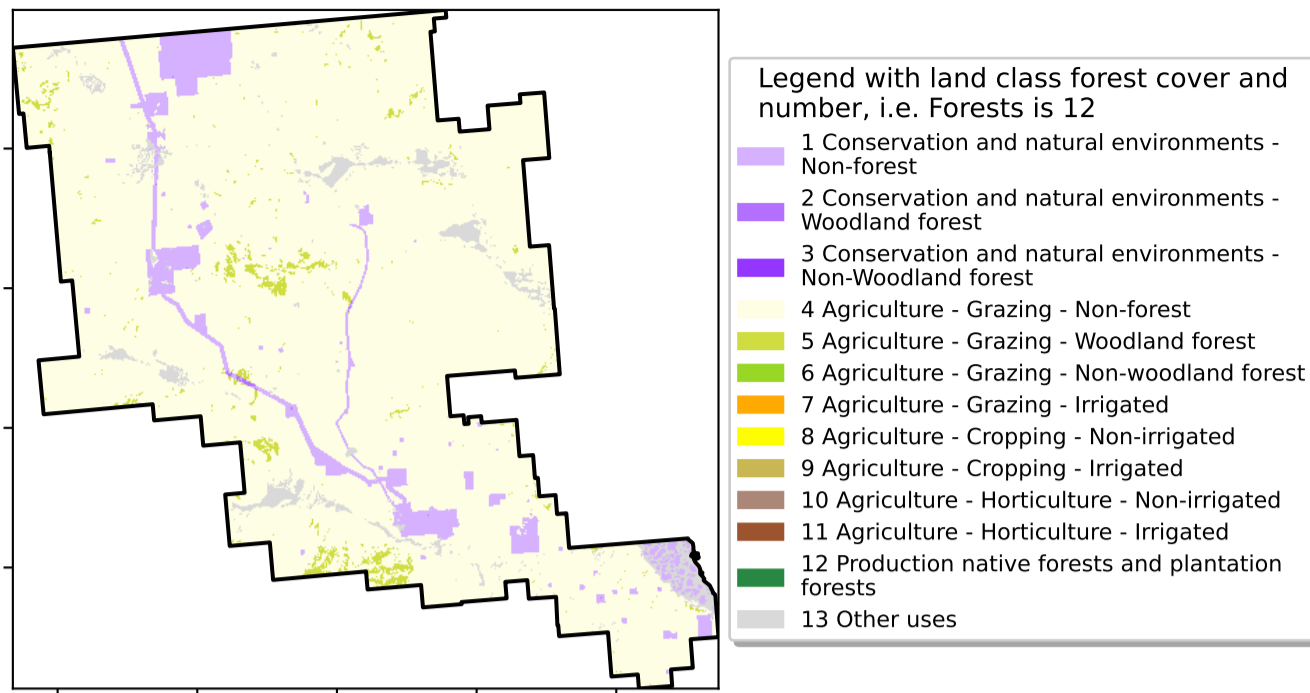 Legend with land class forest cover and
number, i.e. Forests is 12
1 Conservation and natural environments -
Non-forest
2 Conservation and natural environments -
Woodland forest
3 Conservation and natural environments -
Non-Woodland forest
4 Agriculture - Grazing - Non-forest
5 Agriculture - Grazing - Woodland forest
6 Agriculture - Grazing - Non-woodland forest
7 Agriculture - Grazing - Irrigated
8 Agriculture - Cropping - Non-irrigated
9 Agriculture - Cropping - Irrigated
10 Agriculture - Horticulture - Non-irrigated
11 Agriculture - Horticulture - Irrigated
12 Production native forests and plantation
forests
13 Other uses